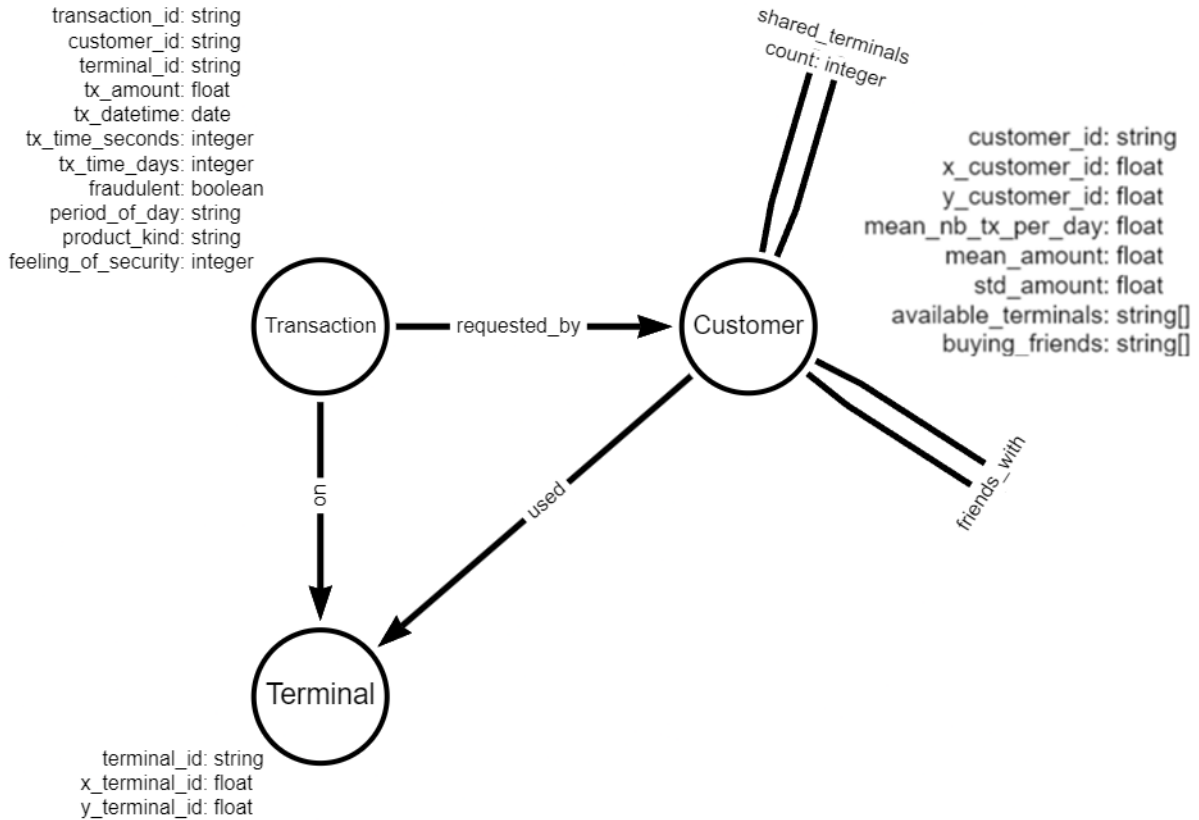 transaction_id: string
customer_id: string
terminal_id: string
tx_amount: float
tx_datetime: date
tx_time_seconds: integer
tx_time_days: integer
fraudulent: boolean
period_of_day: string
product_kind: string
feeling_of_security: integer
Transaction
requested_by
Customer
shared_terminals
count: integer
customer_id: string
x_customer_id: float
y_customer_id: float
mean_nb_tx_per_day: float
mean_amount: float
std_amount: float
available_terminals: string[]
buying_friends: string[]
friends_with
used
on
Terminal
terminal_id: string
x_terminal_id: float
y_terminal_id: float